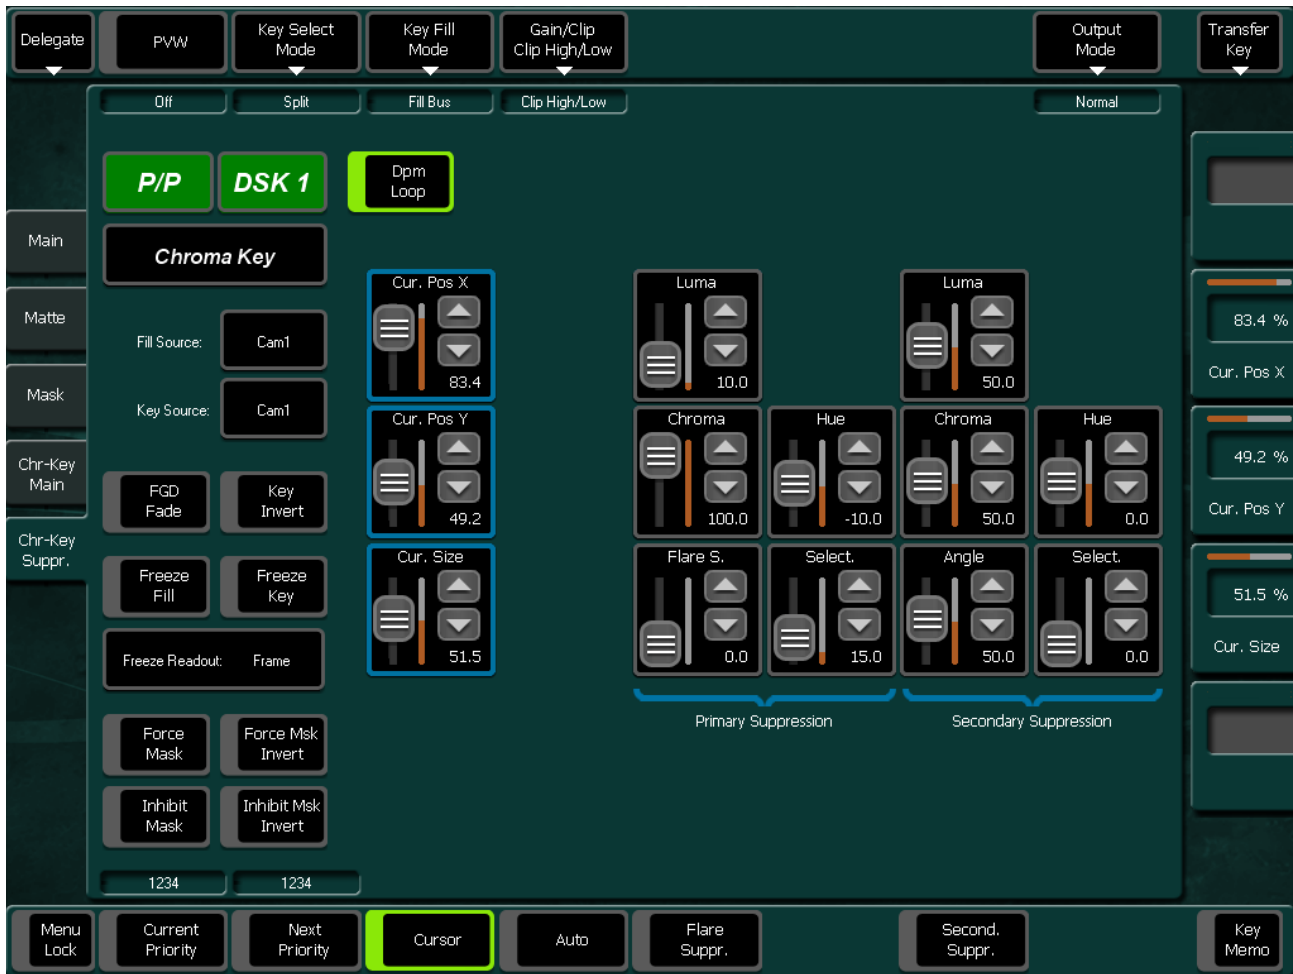 Delegate
PVW
Key Select
Mode
Key Fill
Mode
Gain/Clip
Clip High/Low
Output
Mode
Transfer
Key
Off
Split
Fill Bus
Clip High/Low
Normal
P/P
DSK 1
Dpm
Loop
Main
Matte
Mask
Chr-Key
Main
Chr-Key
Suppr.
Chroma Key
Fill Source:
Cam1
Key Source:
Cam1
FGD
Fade
Key
Invert
Freeze
Fill
Freeze
Key
Freeze Readout:
Frame
Force
Mask
Force Msk
Invert
Inhibit
Mask
Inhibit Msk
Invert
1234
1234
Cur. Pos X
83.4
Cur. Pos Y
49.2
Cur. Size
51.5
Luma
10.0
Chroma
100.0
Hue
-10.0
Flare S.
0.0
Select.
15.0
Primary Suppression
Luma
50.0
Chroma
50.0
Hue
0.0
Angle
50.0
Select.
0.0
Secondary Suppression
83.4 %
Cur. Pos X
49.2 %
Cur. Pos Y
51.5 %
Cur. Size
Menu
Lock
Current
Priority
Next
Priority
Cursor
Auto
Flare
Suppr.
Second.
Suppr.
Key
Memo